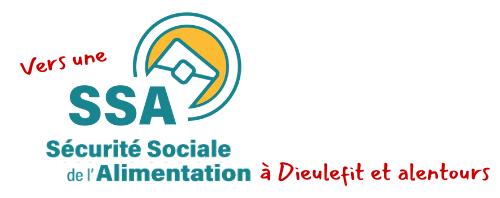 Vers une
SSA
Sécurité Sociale
de l'Alimentation à Dieulefit et alentours